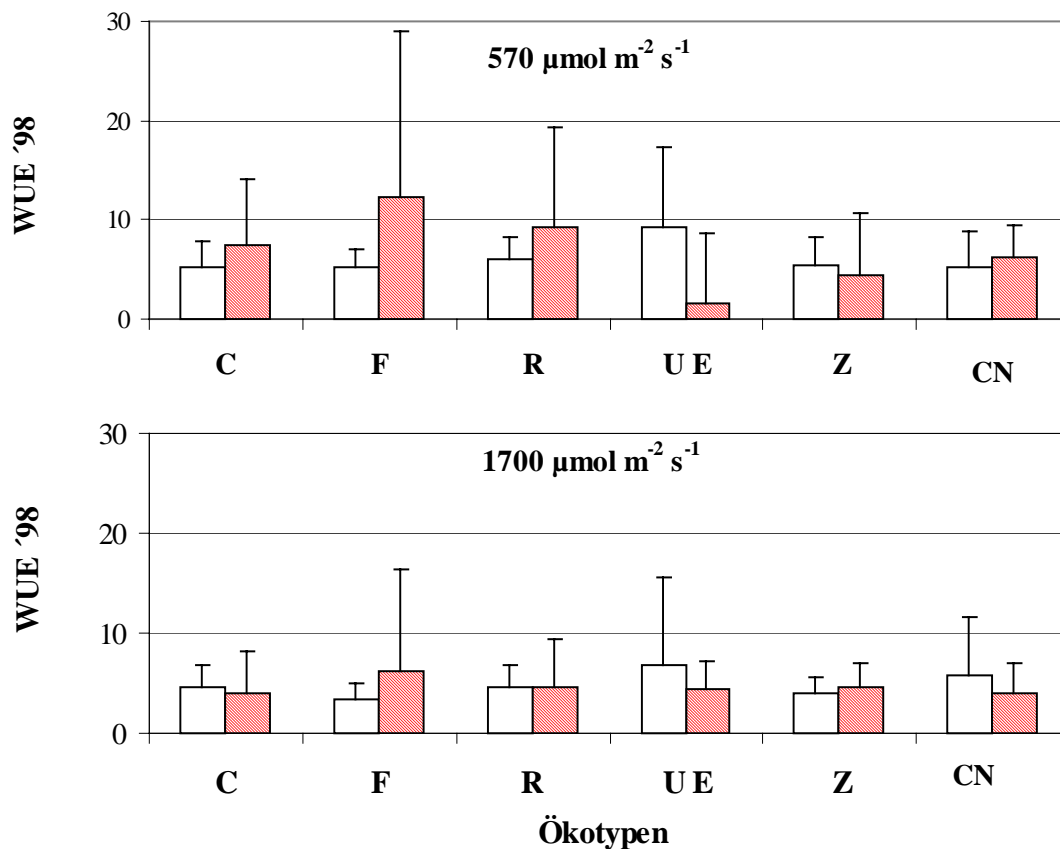 30
570 µmol m-2 s-1
20
10
0
WUE ´98
C F R U E Z CN
30
1700 µmol m-2 s-1
20
10
0
WUE ´98
C F R U E Z CN
Ökotypen